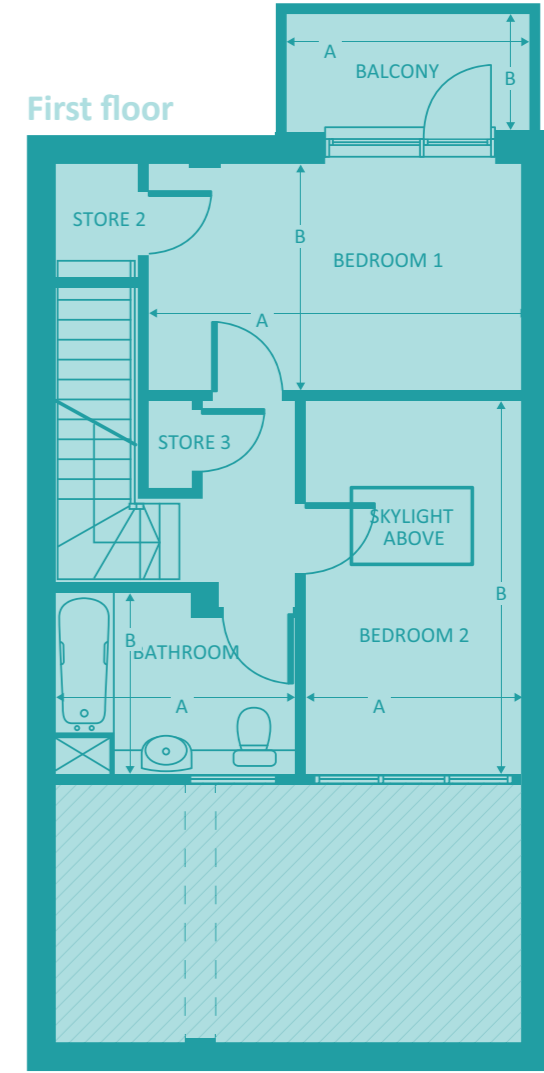 A
BALCONY
B
First floor
STORE 2
B
BEDROOM 1
A
STORE 3
SKYLIGHT
ABOVE
B
B
BATHROOM
BEDROOM 2
A
A